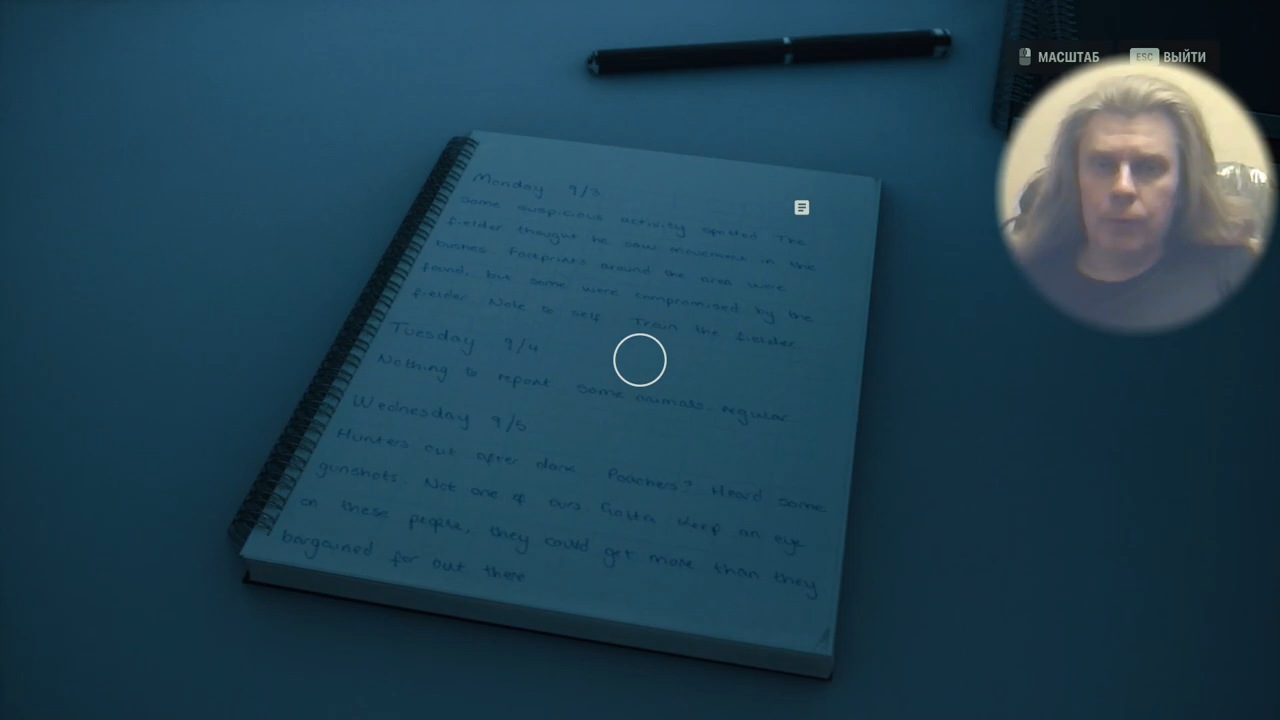 МАСШТАБ
ESC ВЫЙТИ
Monday 9/3
Some suspicious activity spotted The
fielder thought he saw movement in the
bushes Footprints around the area were
found, but some were compromised by the
fielder. Note to self Train the fielder
Tuesday 9/4
Nothing to report some animals regular
Wednesday 9/5
Hunters out after dark Poachers? Heard some
gunshots. Not one of ours Gotta keep an eye
on these people, they could get more than they
bargained for out there